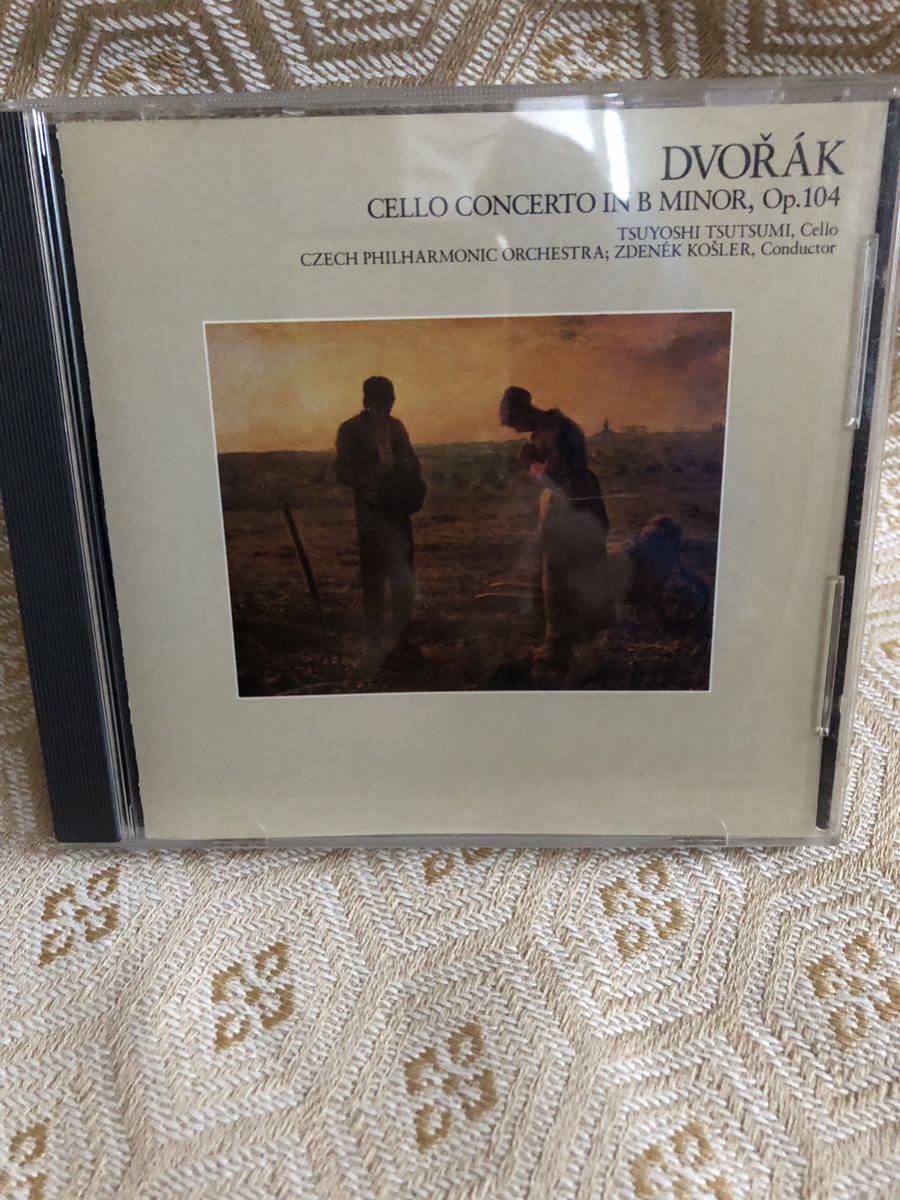 DVOŘÁK
CELLO CONCERTO IN B MINOR, Op.104
TSUYOSHI TSUTSUMI, Cello
CZECH PHILHARMONIC ORCHESTRA; ZDENĚK KOŠLER, Conductor